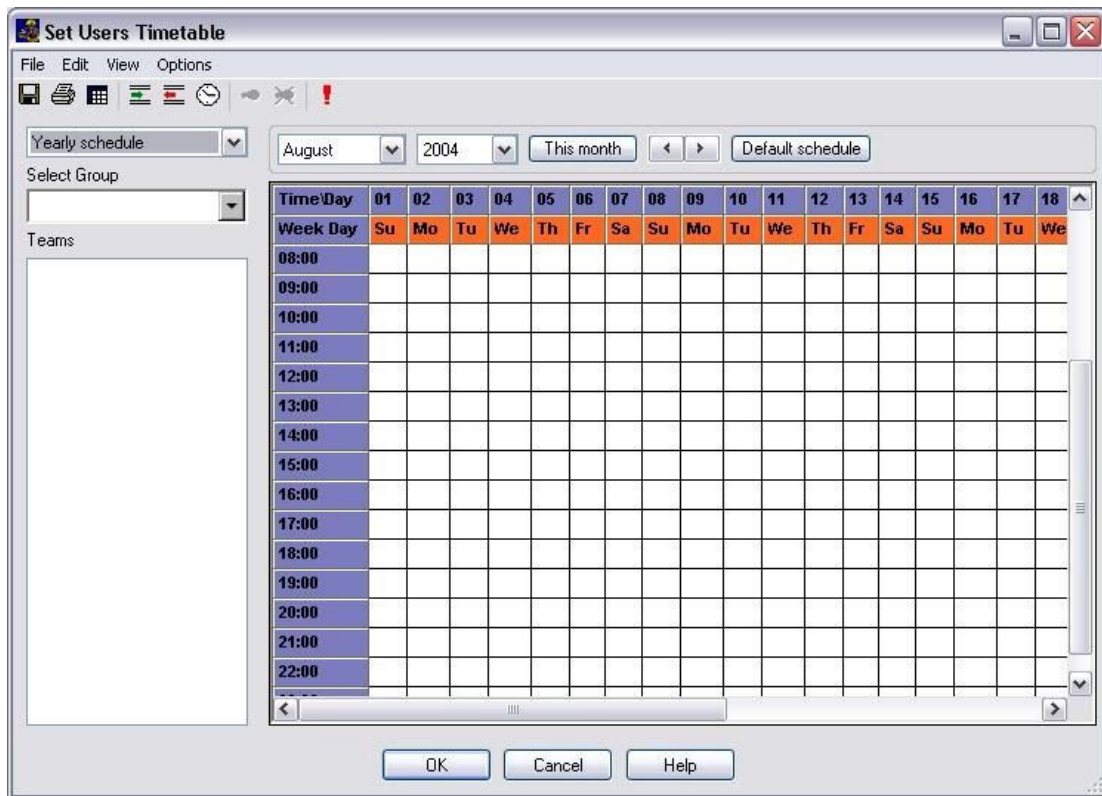 Set Users Timetable
File Edit View Options
Yearly schedule
August 2004 This month Default schedule
Select Group
Teams
Time\Day 01 02 03 04 05 06 07 08 09 10 11 12 13 14 15 16 17 18
Week Day Su Mo Tu We Th Fr Sa Su Mo Tu We Th Fr Sa Su Mo Tu We
08:00
09:00
10:00
11:00
12:00
13:00
14:00
15:00
16:00
17:00
18:00
19:00
20:00
21:00
22:00
OK Cancel Help